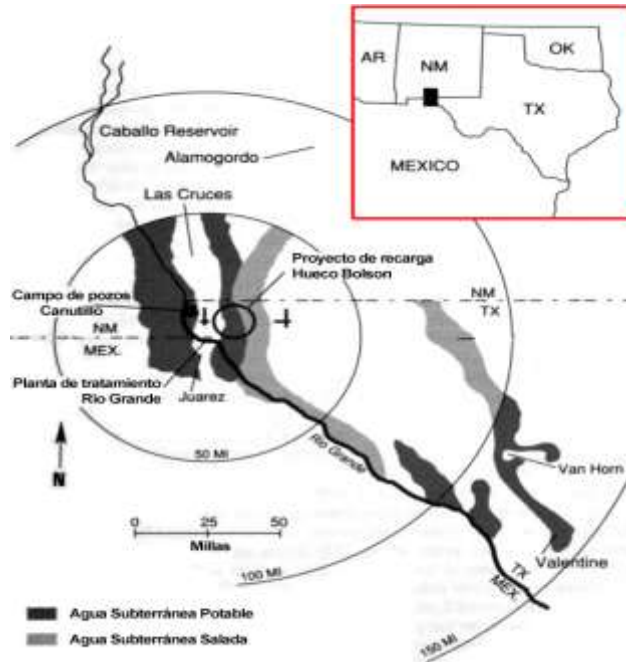 AR
NM
OK
TX
MEXICO
Caballo Reservoir
Alamogordo
Las Cruces
Proyecto de recarga
Hueco Bolson
Campo de pozos
Canutillo
NM
TX
NM
MEX.
Planta de tratamiento
Rio Grande
Juarez
N
50 MI
Rio Grande
Van Horn
0 25 50
Millas
Valentine
TX
MEX.
100 MI
150 MI
Agua Subterránea Potable
Agua Subterránea Salada